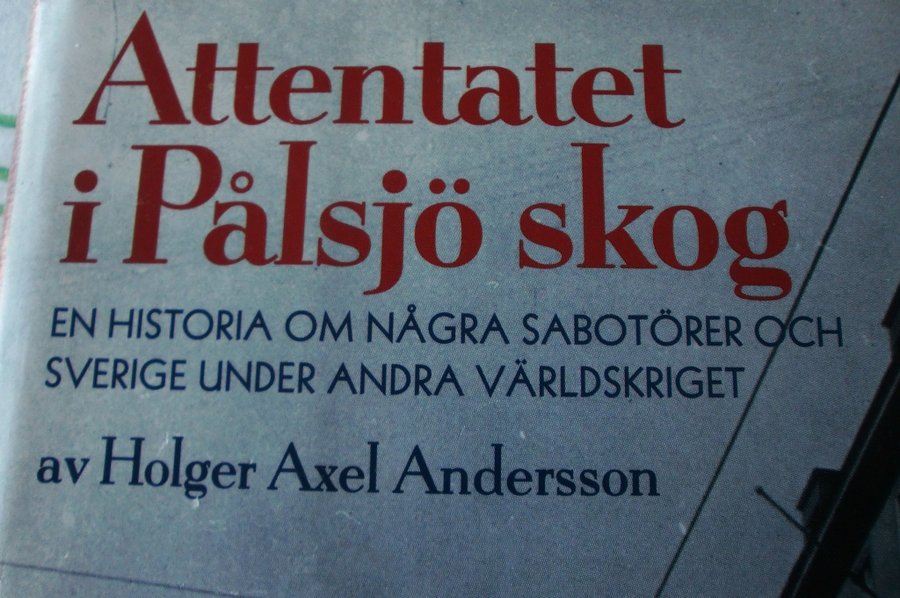 Attentatet
i Pålsjö skog
EN HISTORIA OM NÅGRA SABOTÖRER OCH
SVERIGE UNDER ANDRA VÄRLDSKRIGET
av Holger Axel Andersson